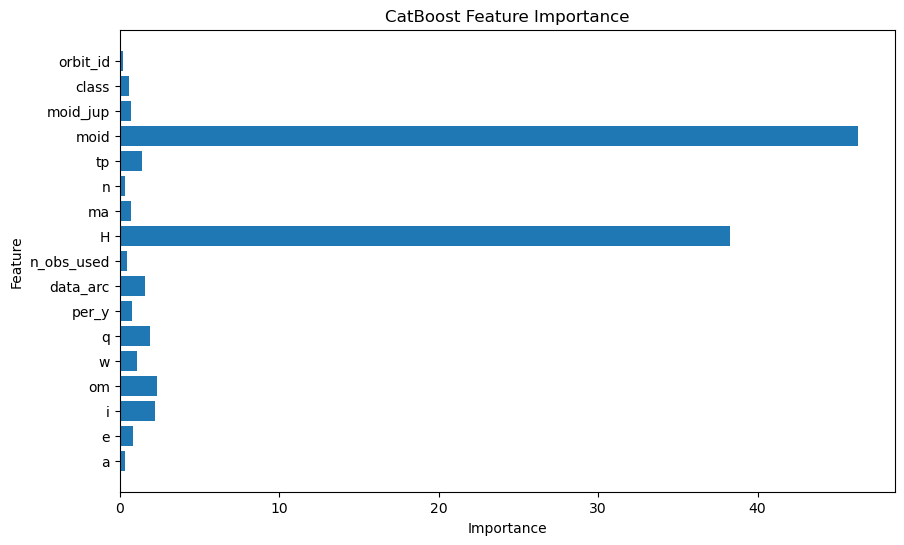 CatBoost Feature Importance
orbit_id
class
moid_jup
moid
tp
n
ma
H
n_obs_used
data_arc
per_y
q
w
om
i
e
a
Feature
0 10 20 30 40
Importance